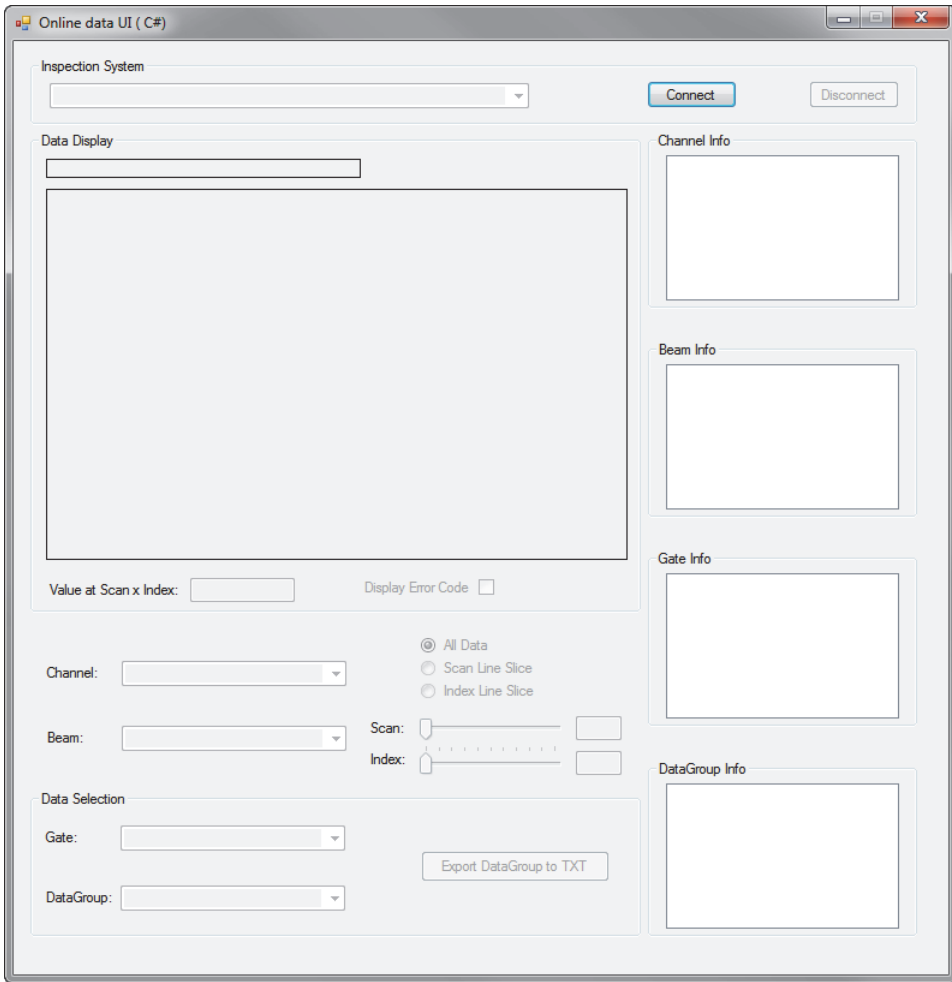 Online data UI ( C#)
Inspection System
Connect
Disconnect
Data Display
Channel Info
Beam Info
Value at Scan x Index:
Display Error Code
Gate Info
All Data
Channel:
Scan Line Slice
Index Line Slice
Beam:
Scan:
Index:
DataGroup Info
Data Selection
Gate:
Export DataGroup to TXT
DataGroup: